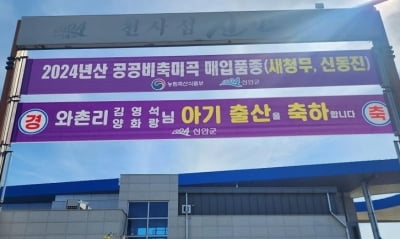 천사섬 신안
2024년산 공공비축미곡 매입품종(새청무, 신동진)
농림축산식품부 신안군
경 와촌리 김영석 양화랑님 아기 출산을 축하합니다 축
신안군